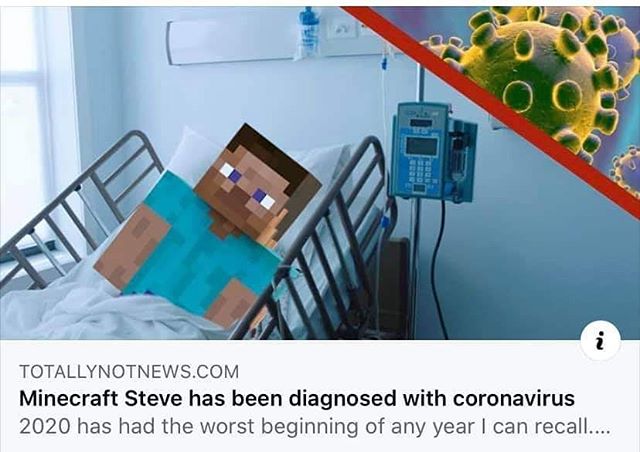 TOTALLYNOTNEWS.COM
Minecraft Steve has been diagnosed with coronavirus
2020 has had the worst beginning of any year I can recall....